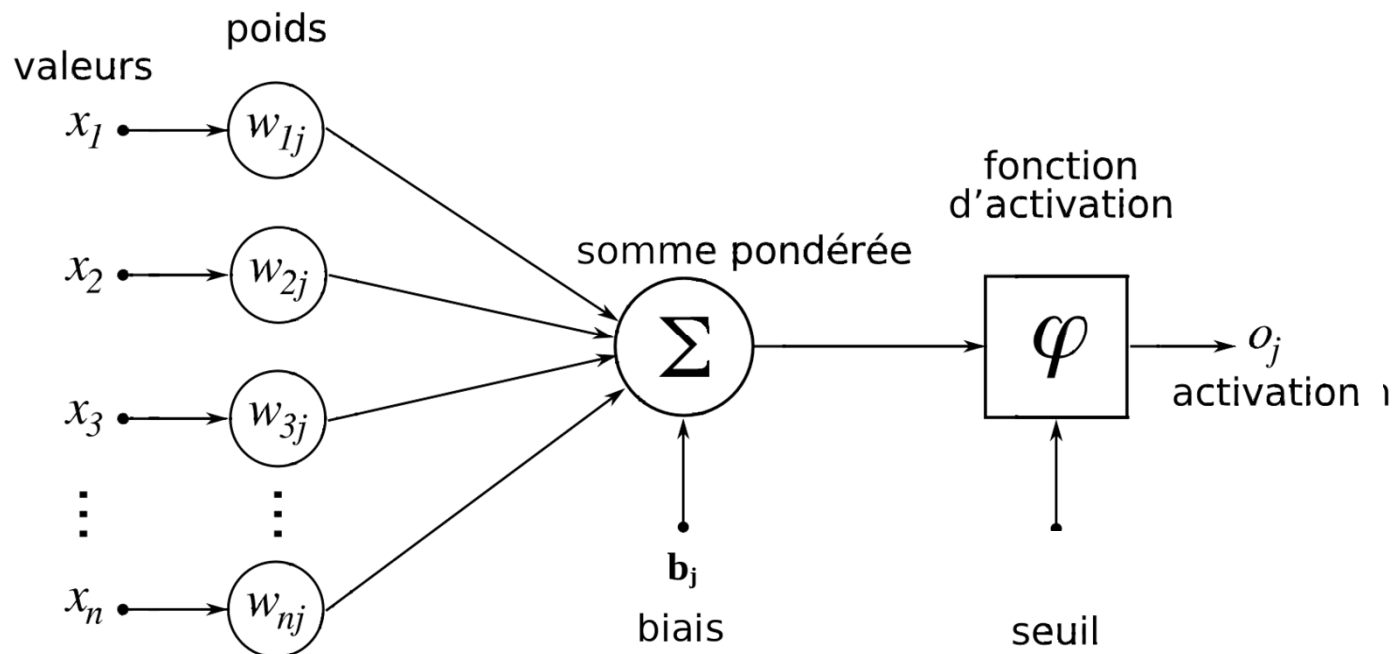 poids
valeurs
x₁
w₁ⱼ
fonction
d’activation
somme pondérée
x₂
w₂ⱼ
Σ
φ
oⱼ
activation
x₃
w₃ⱼ
⋮ ⋮
bⱼ
xₙ
wₙⱼ
biais
seuil